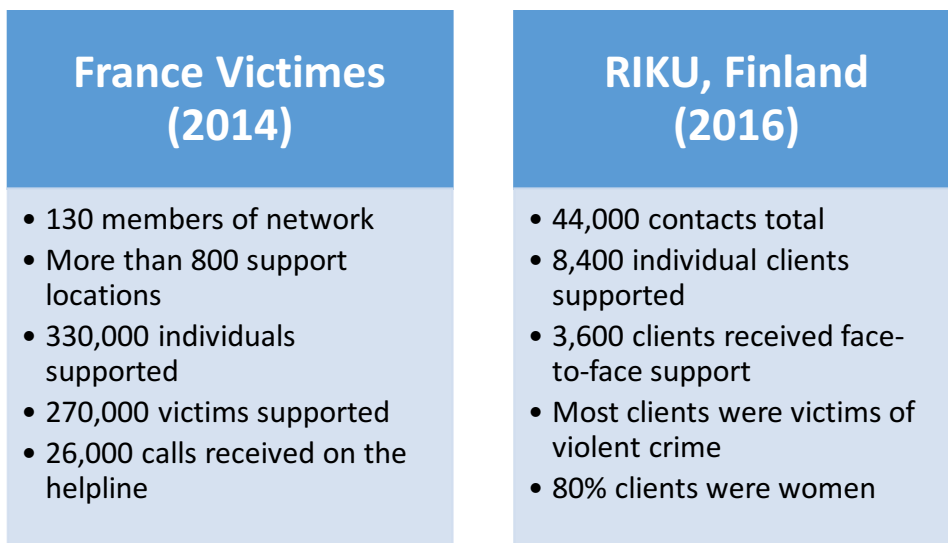 France Victimes
(2014)
• 130 members of network
• More than 800 support
locations
• 330,000 individuals
supported
• 270,000 victims supported
• 26,000 calls received on the
helpline
RIKU, Finland
(2016)
• 44,000 contacts total
• 8,400 individual clients
supported
• 3,600 clients received face-
to-face support
• Most clients were victims of
violent crime
• 80% clients were women